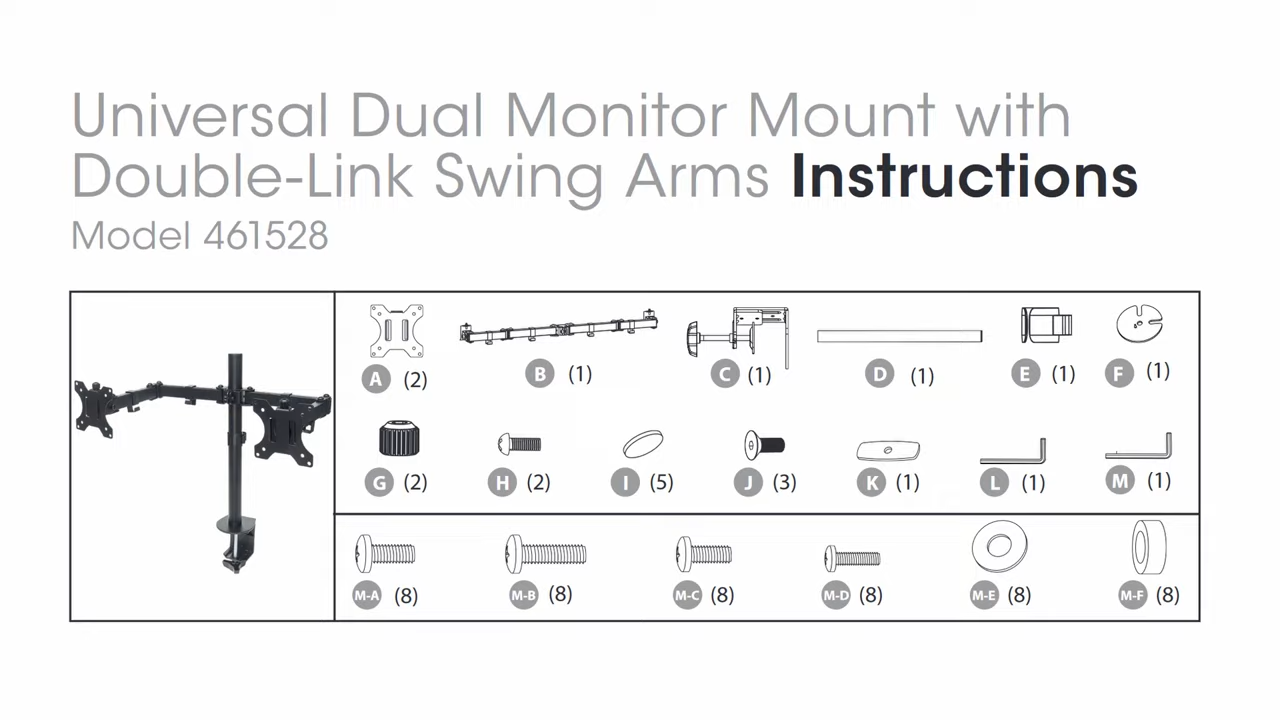 Universal Dual Monitor Mount with
Double-Link Swing Arms Instructions
Model 461528
A (2) B (1) C (1) D (1) E (1) F (1)
G (2) H (2) I (5) J (3) K (1) L (1) M (1)
M-A (8) M-B (8) M-C (8) M-D (8) M-E (8) M-F (8)